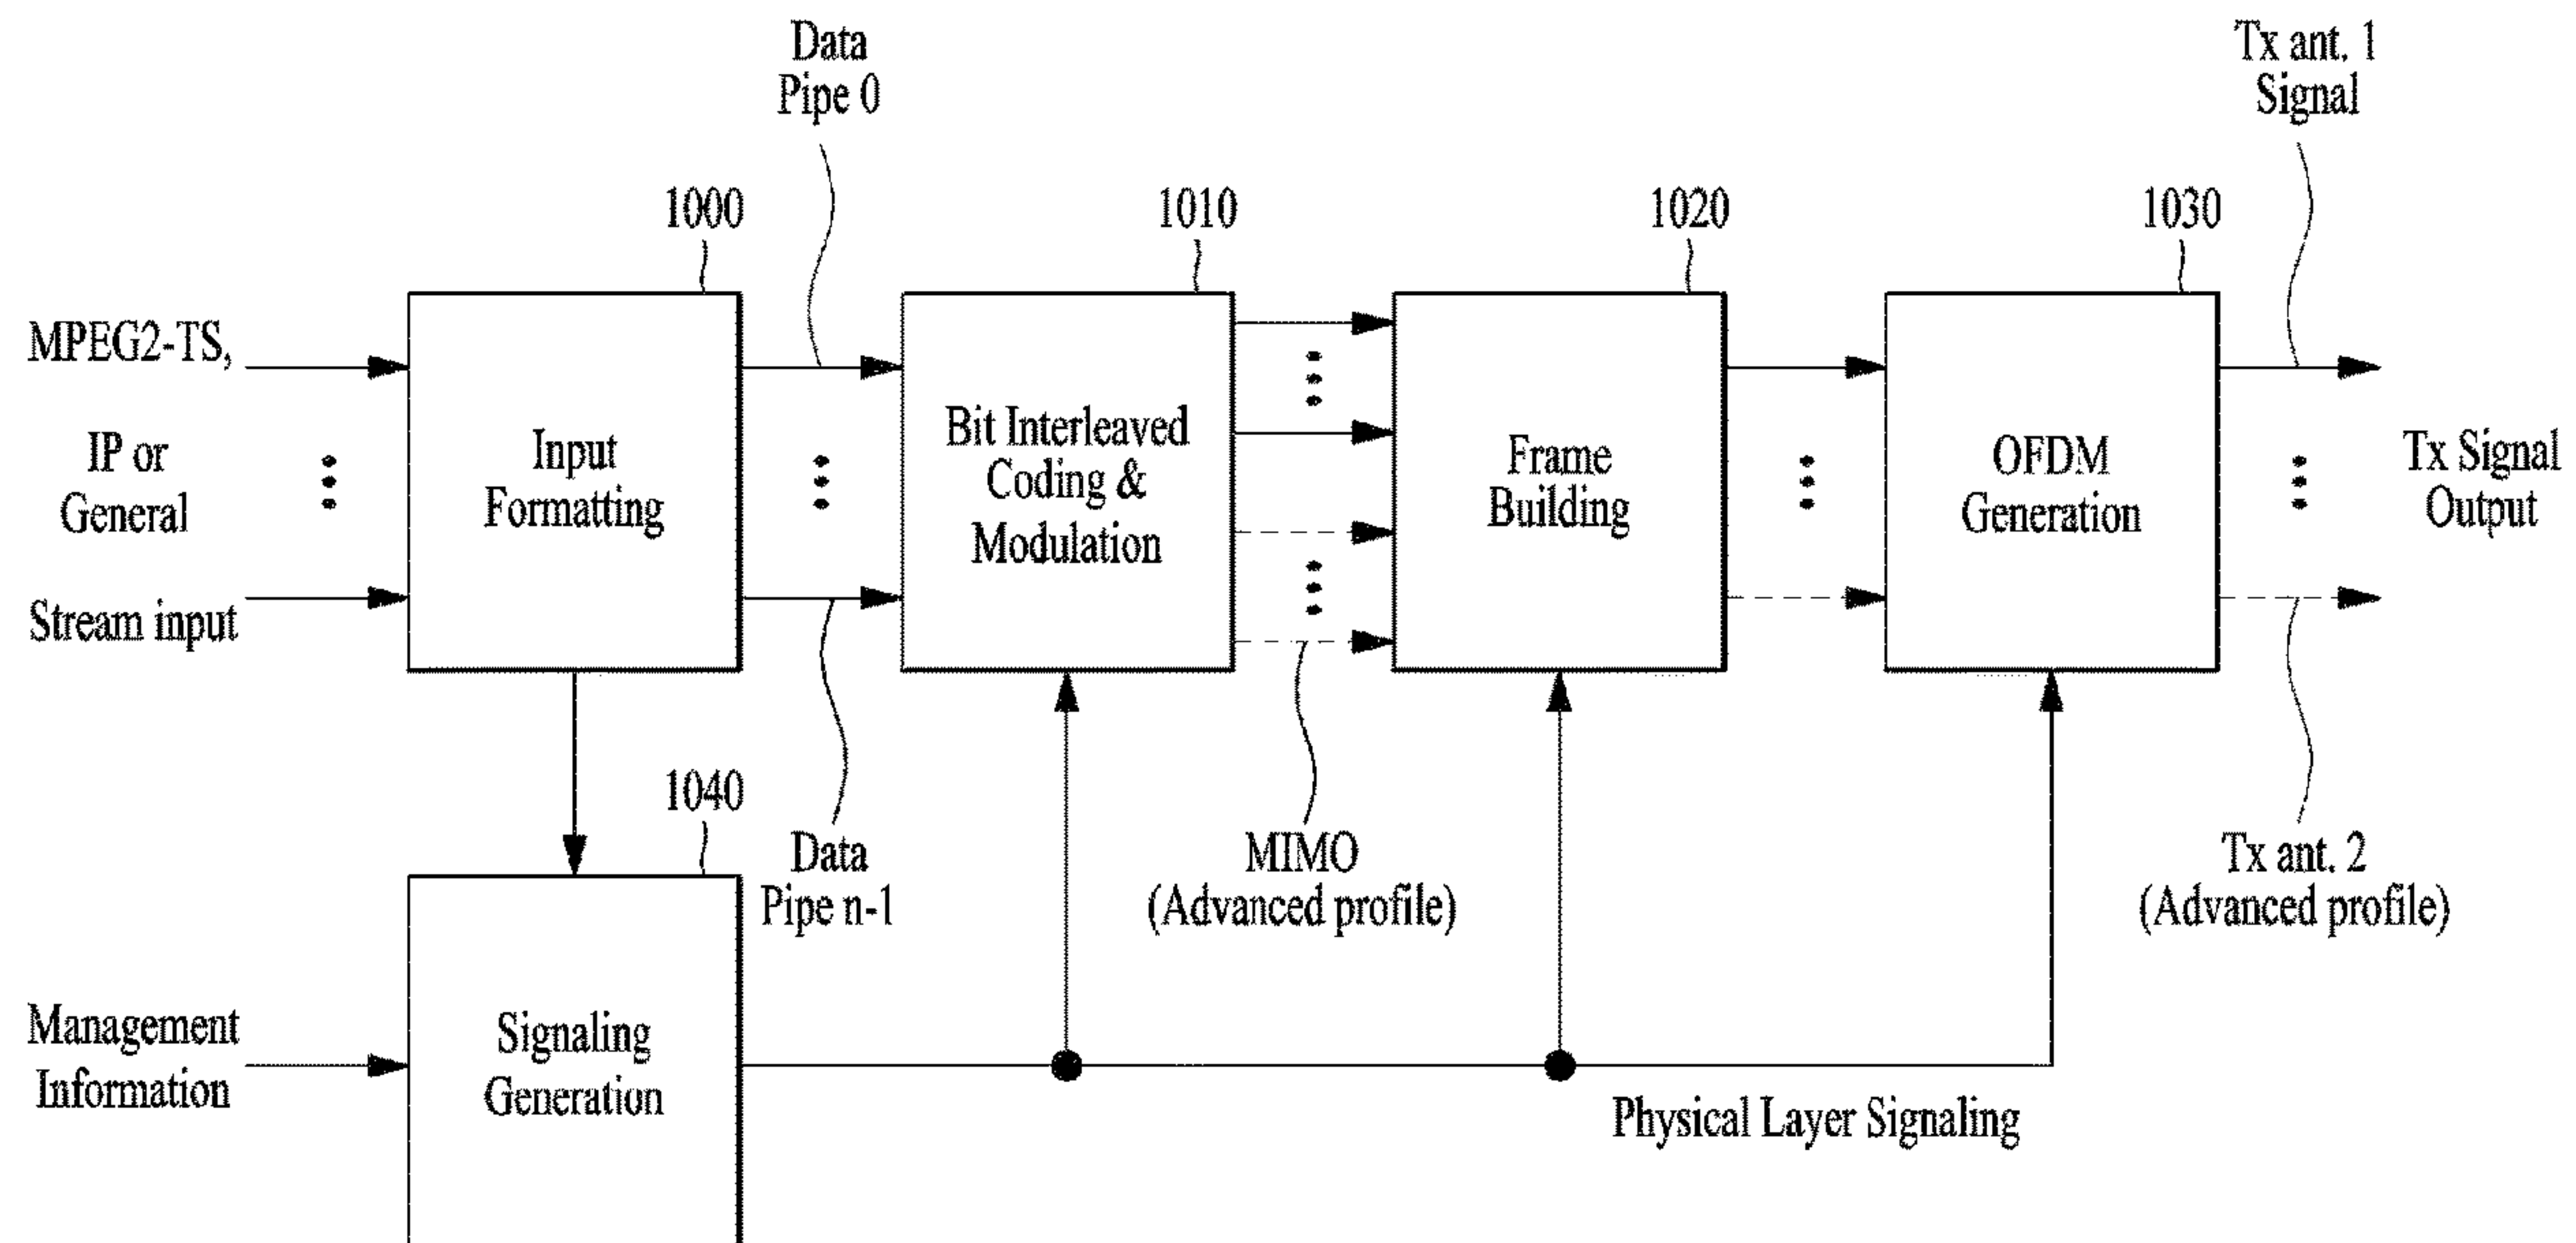 Data
Pipe 0
Tx ant. 1
Signal
1000
1010
1020
1030
MPEG2-TS,
IP or
General
Stream input
Input
Formatting
Bit Interleaved
Coding &
Modulation
Frame
Building
OFDM
Generation
Tx Signal
Output
1040
Data
Pipe n-1
MIMO
(Advanced profile)
Tx ant. 2
(Advanced profile)
Management
Information
Signaling
Generation
Physical Layer Signaling